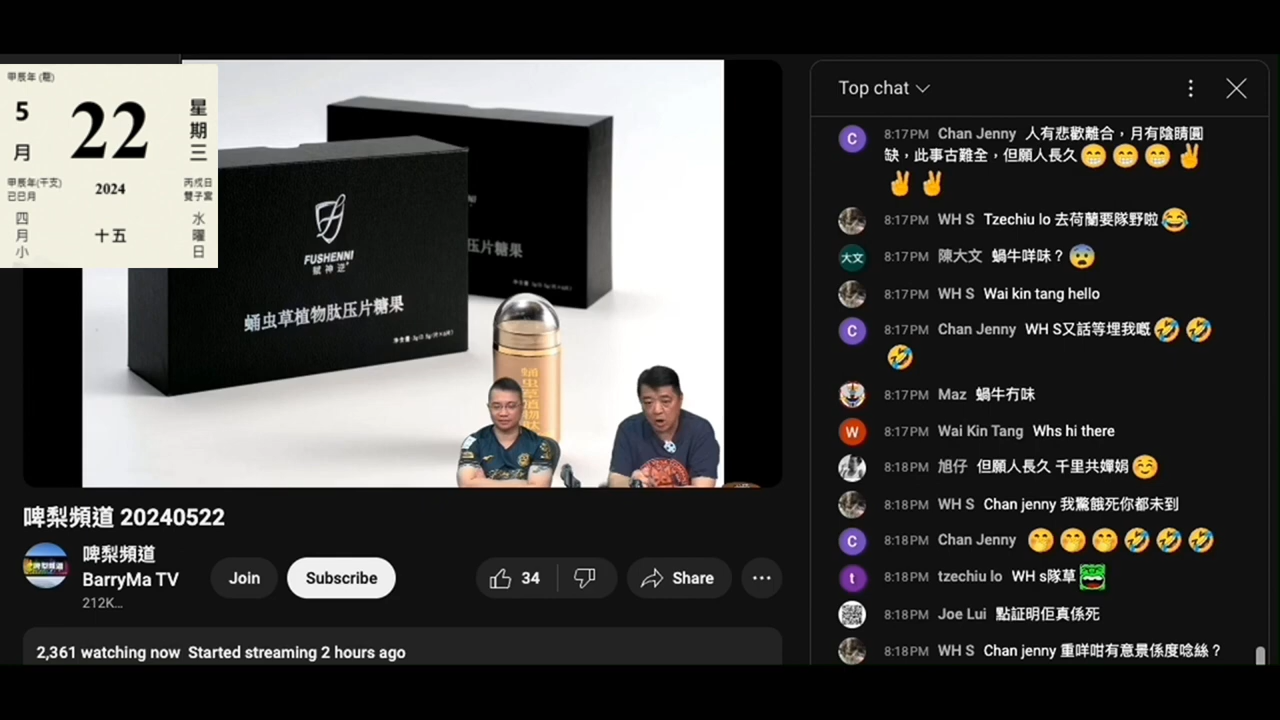 甲辰年 (龍)
5
月
22
星期三
甲辰年(干支)
己巳月
2024
丙戌日
雙子宮
四月小
十五
水曜日
FUSHENNI
賦神逆
蛹虫草植物肽压片糖果
压片糖果
蛹虫草植物肽
啤梨頻道 20240522
啤梨頻道
BarryMa TV
212K...
Join
Subscribe
34
Share
2,361 watching now Started streaming 2 hours ago
Top chat
8:17PM Chan Jenny 人有悲歡離合，月有陰晴圓
缺，此事古難全，但願人長久😁😁😁✌️
✌️✌️
8:17PM WH S Tzechiu lo 去荷蘭要隊野啦😂
8:17PM 陳大文 蝸牛咩味？😨
8:17PM WH S Wai kin tang hello
8:17PM Chan Jenny WH S又話等埋我嘅🤣🤣
🤣
8:17PM Maz 蝸牛冇味
8:17PM Wai Kin Tang Whs hi there
8:18PM 旭仔 但願人長久 千里共嬋娟☺️
8:18PM WH S Chan jenny 我驚餓死你都未到
8:18PM Chan Jenny 🤭🤭🤭🤣🤣🤣
8:18PM tzechiu lo WH s隊草
8:18PM Joe Lui 點証明佢真係死
8:18PM WH S Chan jenny 重咩咁有意景係度唸絲？